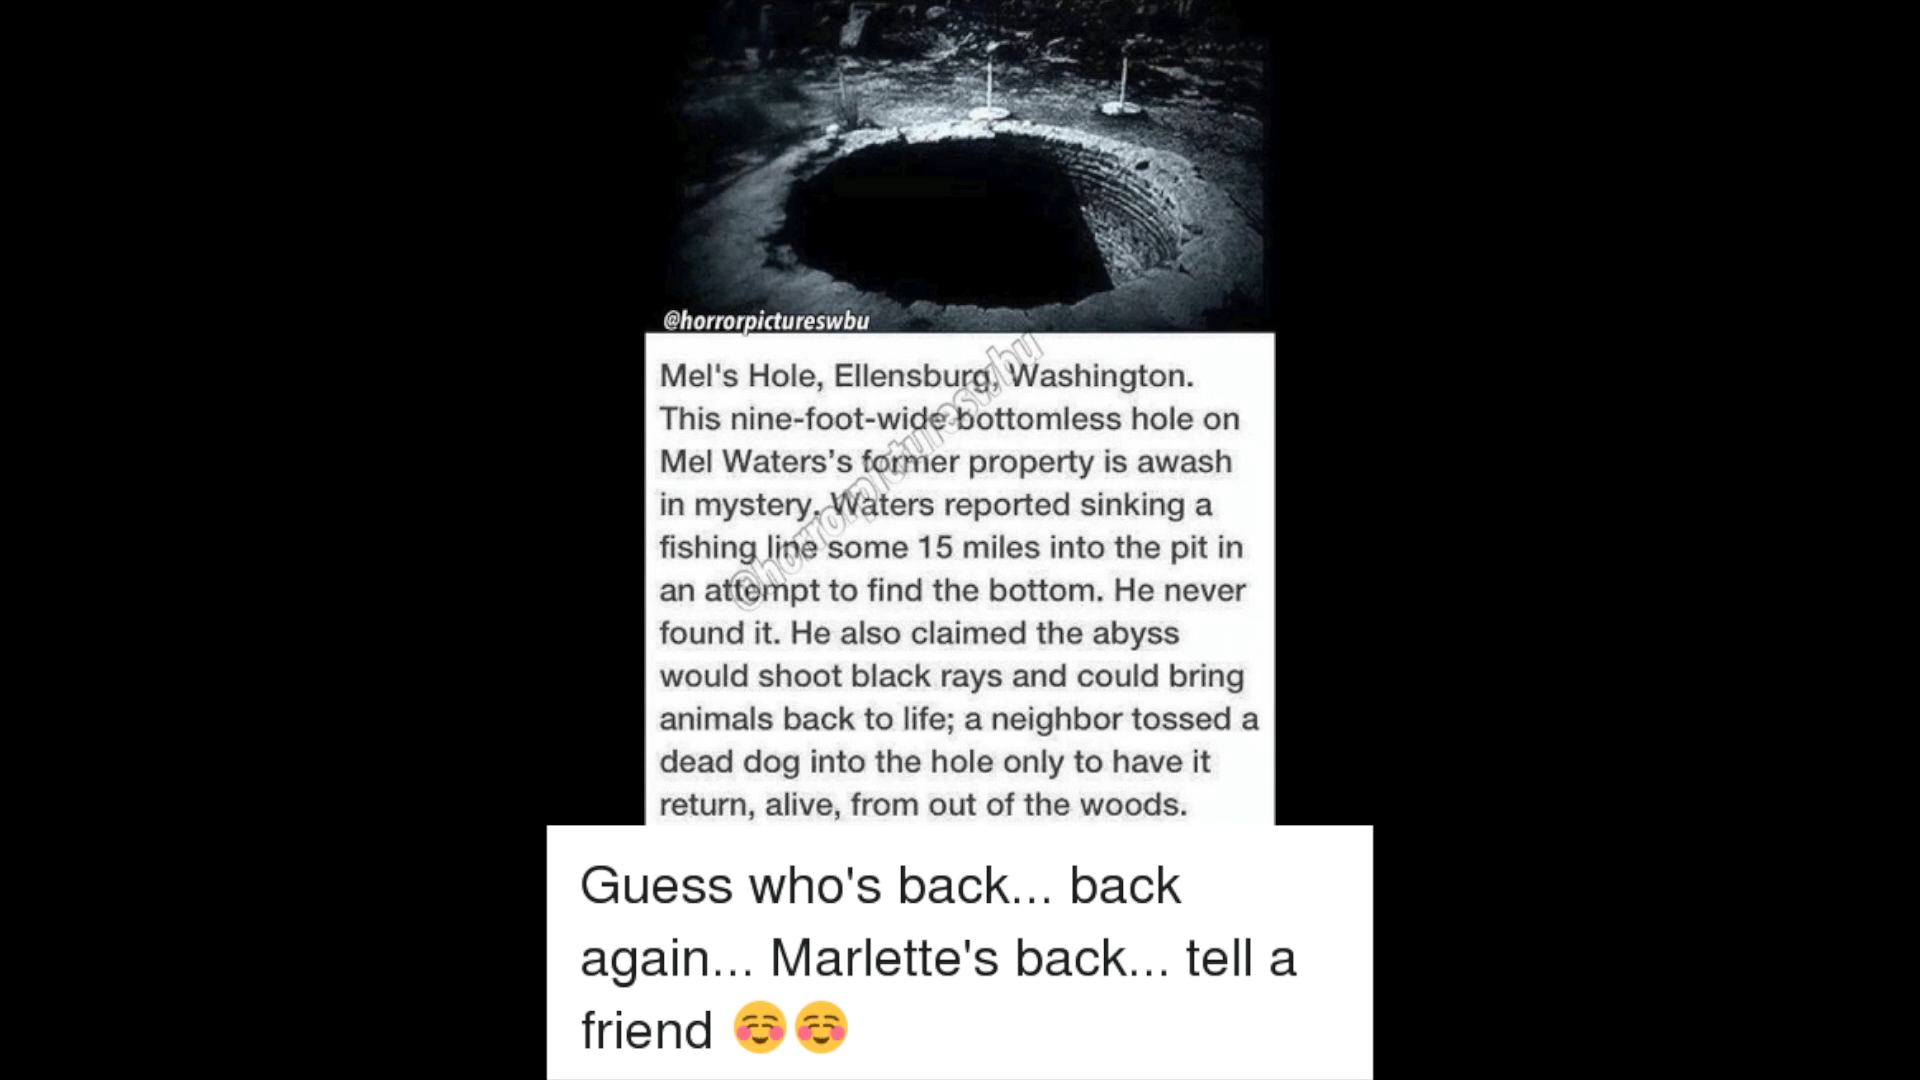 @horrorpictureswbu
Mel's Hole, Ellensburg, Washington.
This nine-foot-wide bottomless hole on
Mel Waters’s former property is awash
in mystery. Waters reported sinking a
fishing line some 15 miles into the pit in
an attempt to find the bottom. He never
found it. He also claimed the abyss
would shoot black rays and could bring
animals back to life; a neighbor tossed a
dead dog into the hole only to have it
return, alive, from out of the woods.
@horrorpictureswbu
Guess who's back... back
again... Marlette's back... tell a
friend ☺️☺️